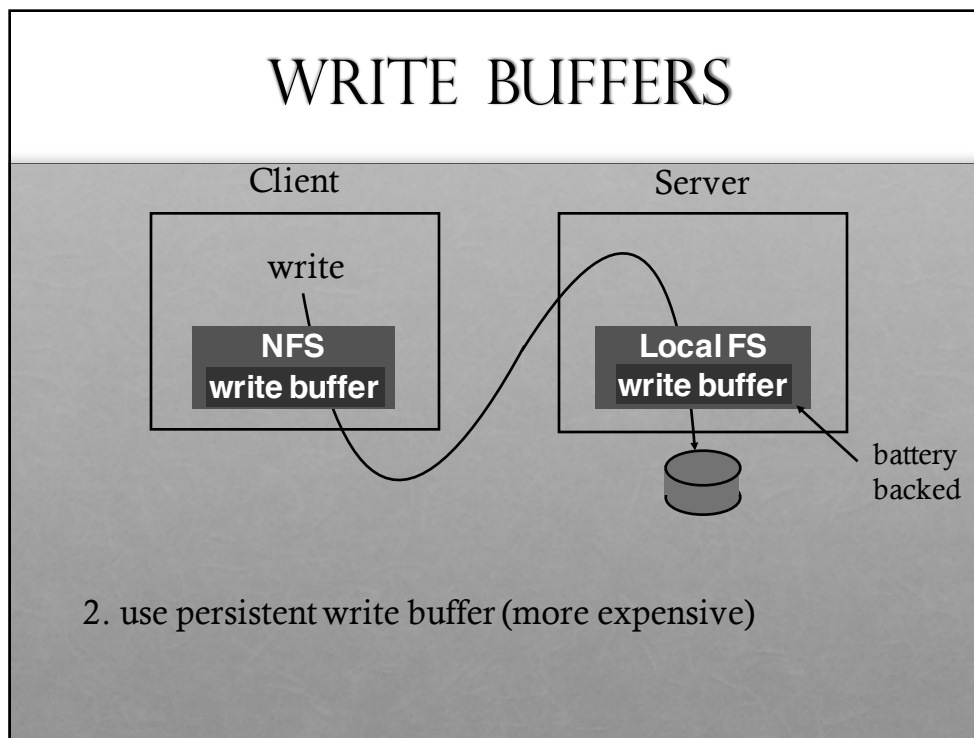 WRITE BUFFERS
Client
Server
write
NFS
write buffer
Local FS
write buffer
battery
backed
2. use persistent write buffer (more expensive)